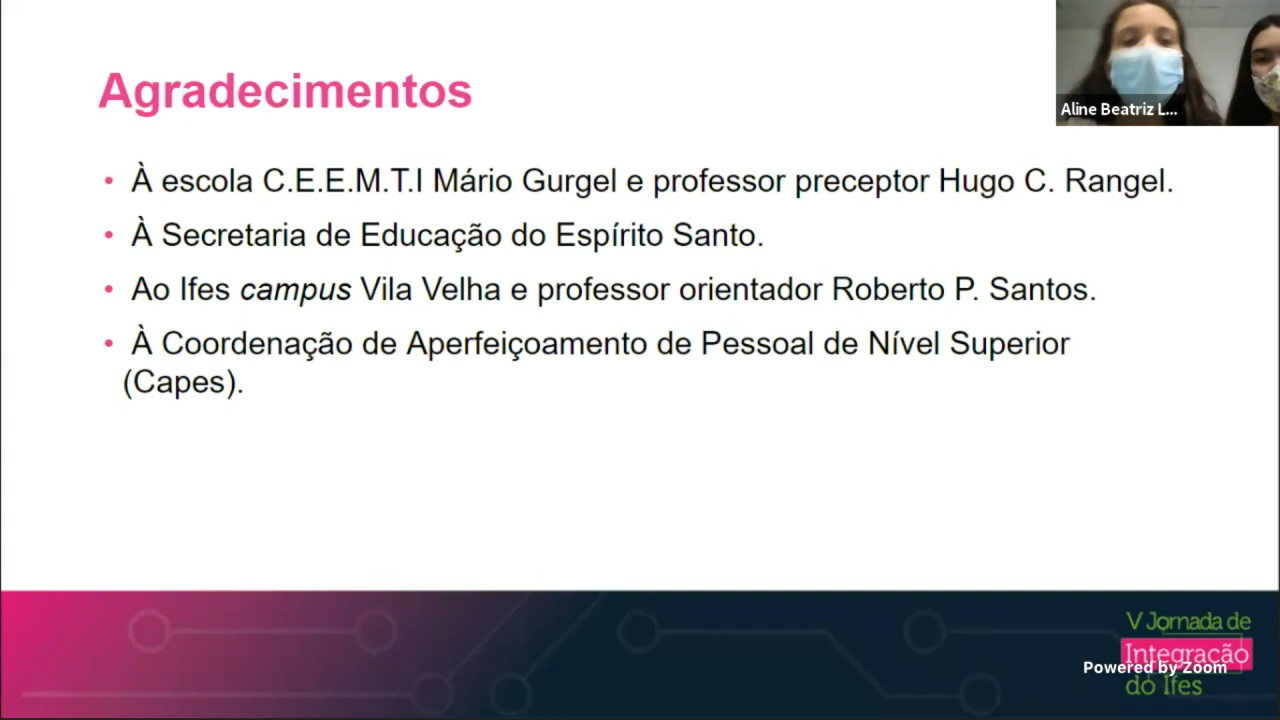 Agradecimentos
Aline Beatriz L...
• À escola C.E.E.M.T.I Mário Gurgel e professor preceptor Hugo C. Rangel.
• À Secretaria de Educação do Espírito Santo.
• Ao Ifes campus Vila Velha e professor orientador Roberto P. Santos.
• À Coordenação de Aperfeiçoamento de Pessoal de Nível Superior
(Capes).
V Jornada de
Integração
Powered by Zoom
do Ifes